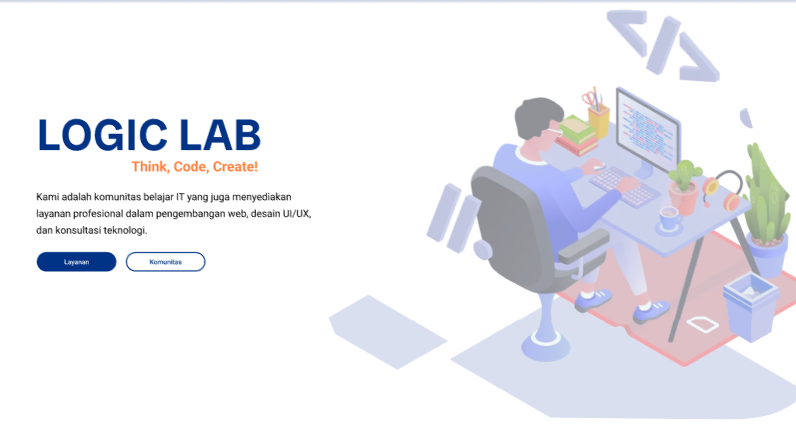 LOGIC LAB
Think, Code, Create!
Kami adalah komunitas belajar IT yang juga menyediakan
layanan profesional dalam pengembangan web, desain UI/UX,
dan konsultasi teknologi.
Layanan
Komunitas